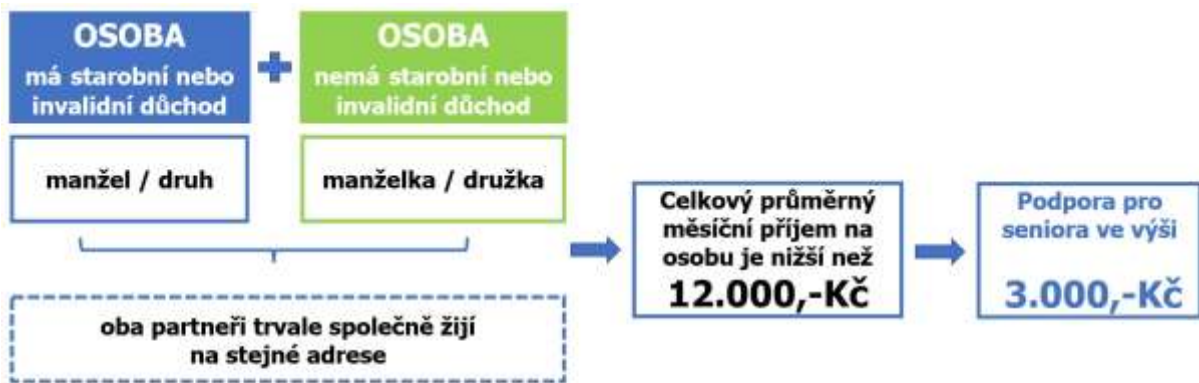 OSOBA
má starobní nebo
invalidní důchod
OSOBA
nemá starobní nebo
invalidní důchod
manžel / druh
manželka / družka
oba partneři trvale společně žijí
na stejné adrese
Celkový průměrný
měsíční příjem na
osobu je nižší než
12.000,-Kč
Podpora pro
seniora ve výši
3.000,-Kč